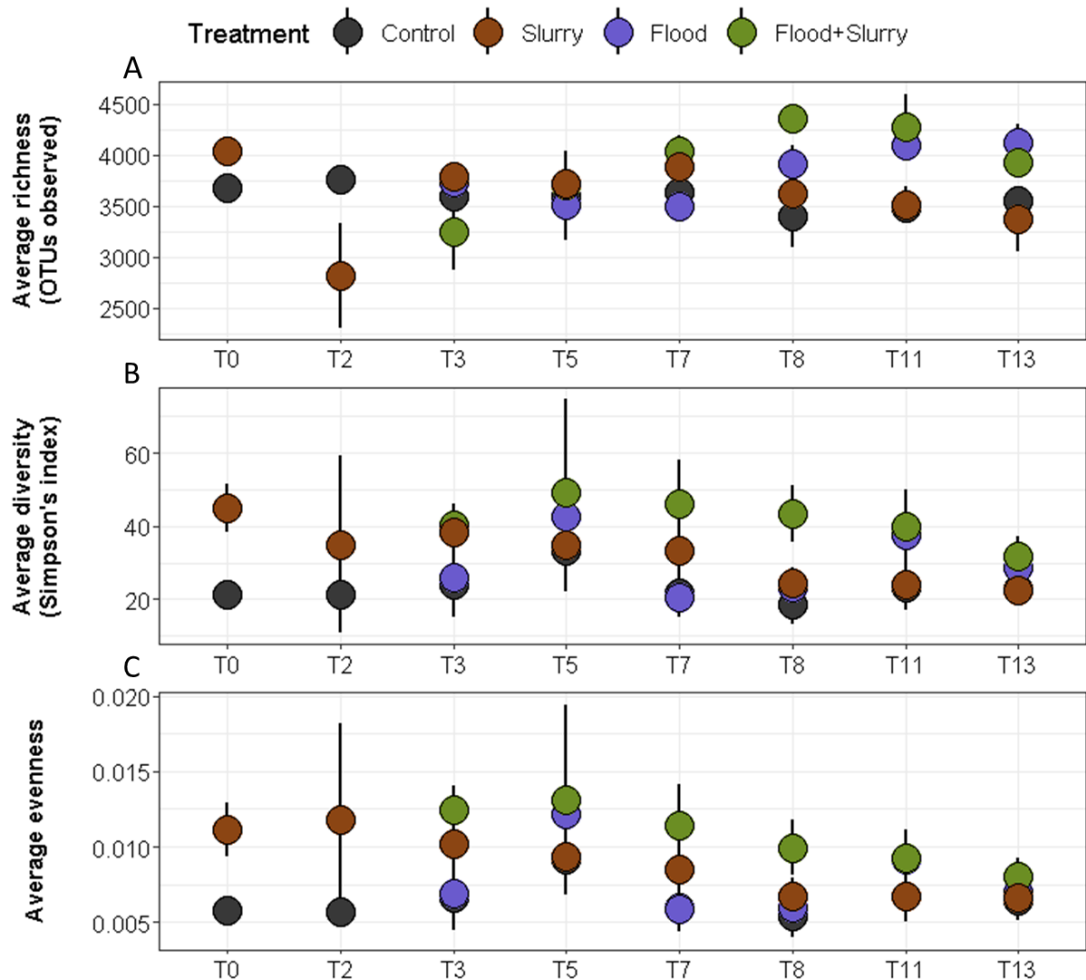 Treatment Control Slurry Flood Flood+Slurry
A
Average richness
(OTUs observed)
4500
4000
3500
3000
2500
T0 T2 T3 T5 T7 T8 T11 T13
B
Average diversity
(Simpson's index)
60
40
20
T0 T2 T3 T5 T7 T8 T11 T13
C
Average evenness
0.020
0.015
0.010
0.005
T0 T2 T3 T5 T7 T8 T11 T13